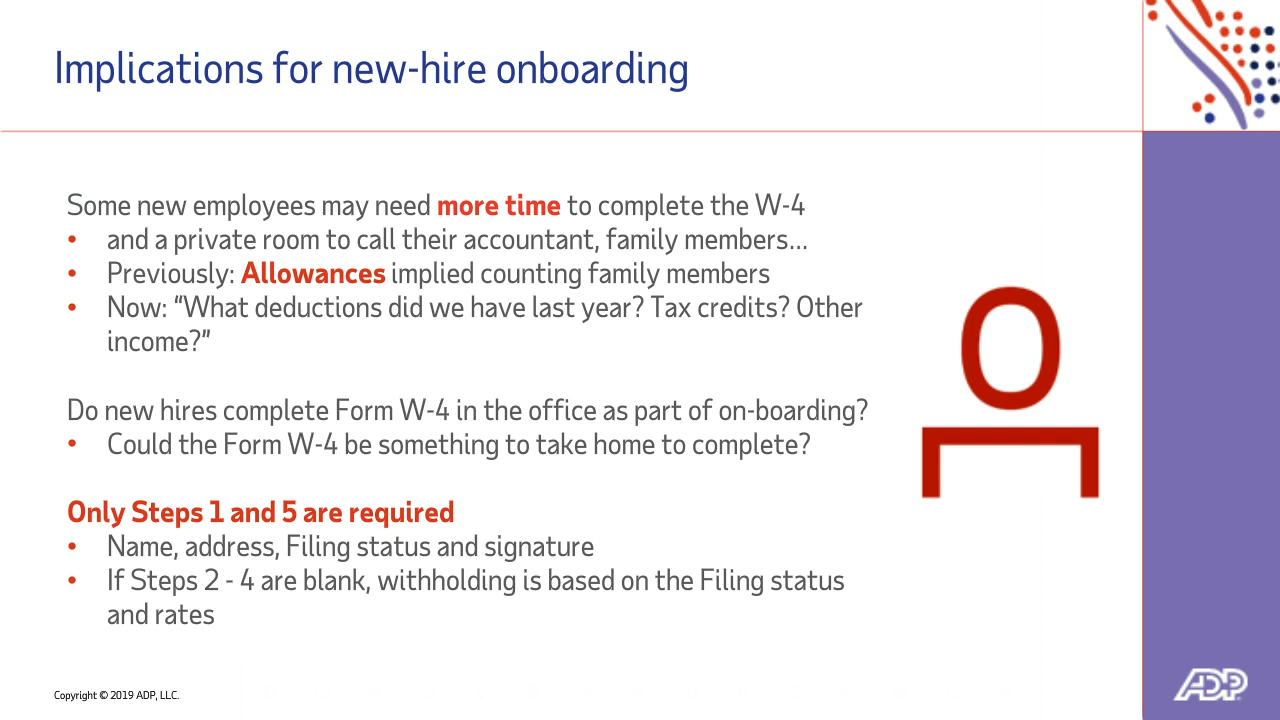 Implications for new-hire onboarding
Some new employees may need more time to complete the W-4
• and a private room to call their accountant, family members...
• Previously: Allowances implied counting family members
• Now: “What deductions did we have last year? Tax credits? Other
income?”
Do new hires complete Form W-4 in the office as part of on-boarding?
• Could the Form W-4 be something to take home to complete?
Only Steps 1 and 5 are required
• Name, address, Filing status and signature
• If Steps 2 - 4 are blank, withholding is based on the Filing status
and rates
Copyright © 2019 ADP, LLC.
ADP